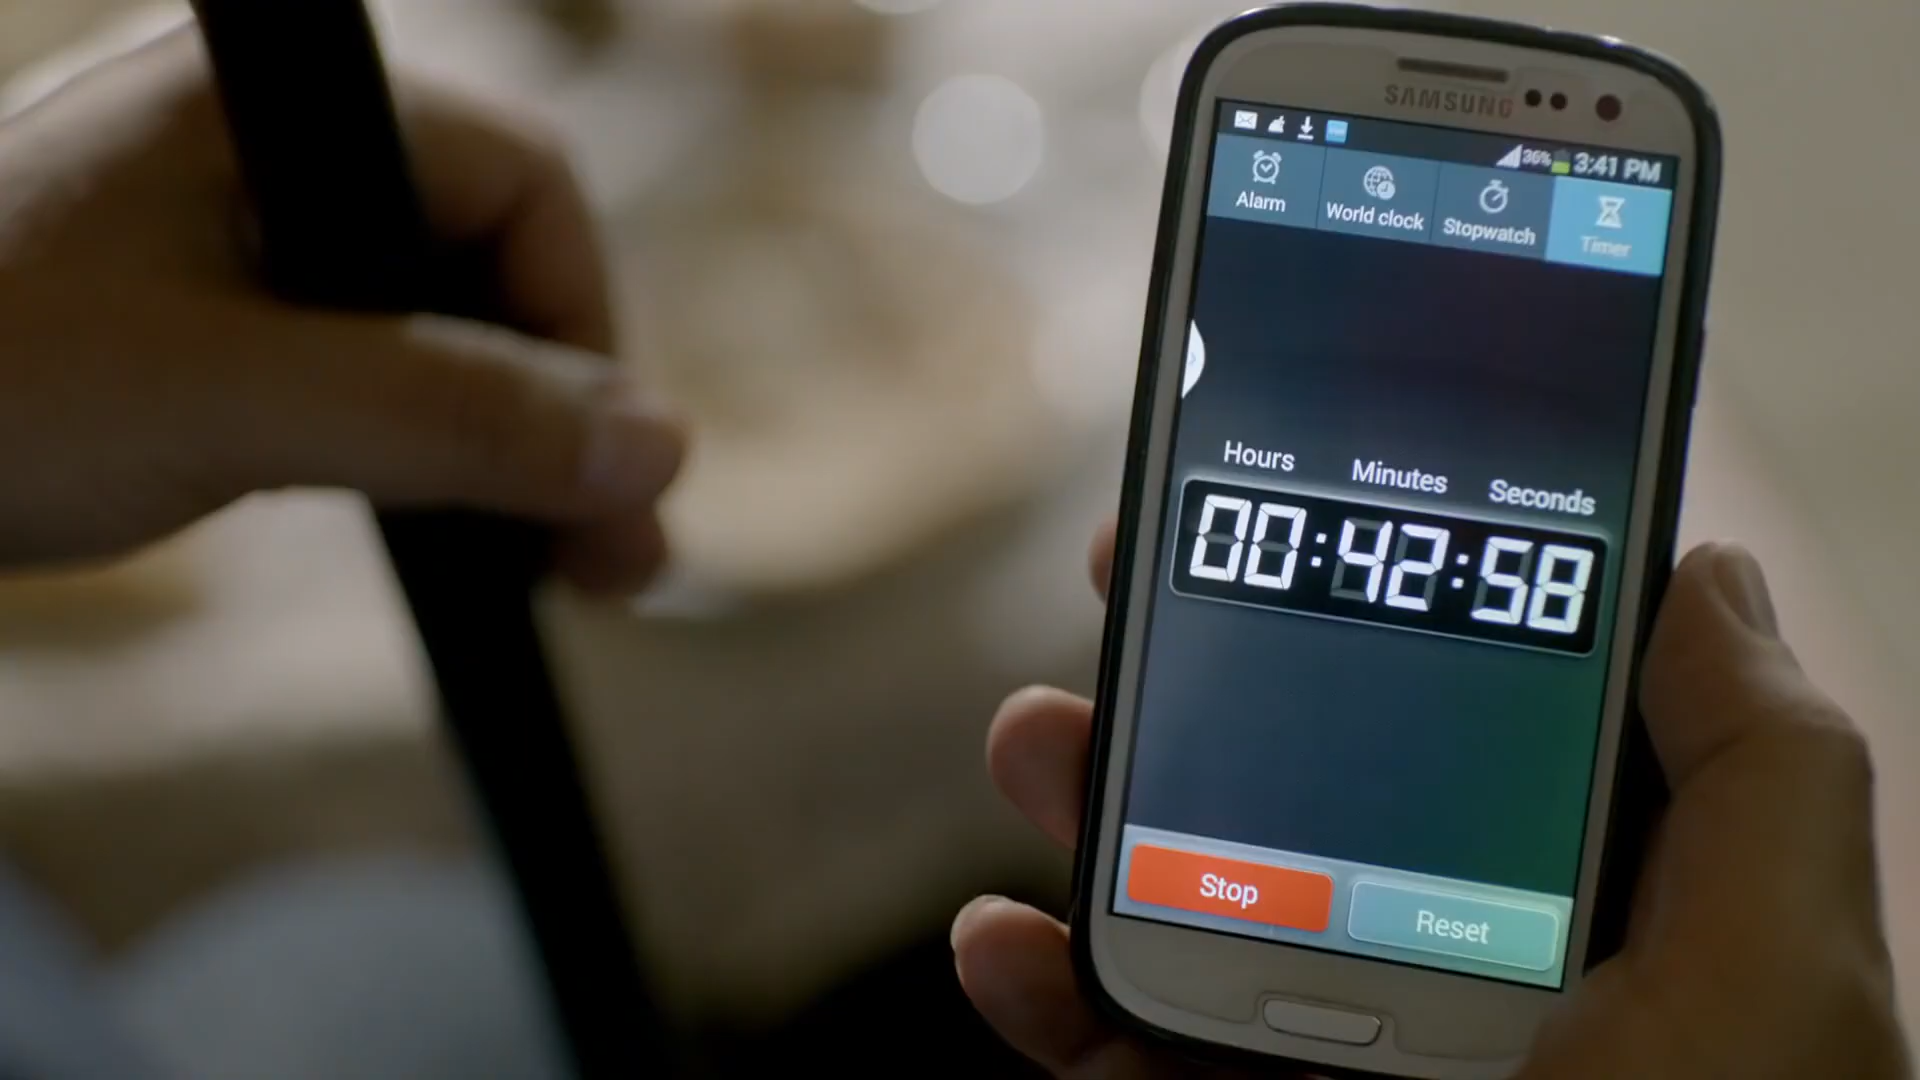 SAMSUNG
36% 3:41 PM
Alarm World clock Stopwatch Timer
Hours Minutes Seconds
00:42:58
Stop Reset